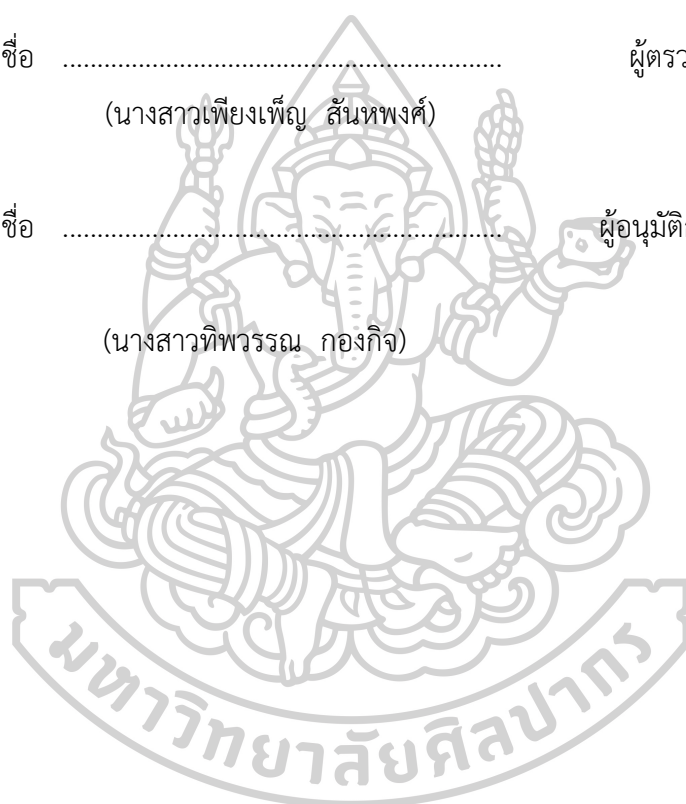 ชื่อ ..................................................... ผู้ตรว
(นางสาวเพียงเพ็ญ สันหพงศ์)
ชื่อ ..................................................... ผู้อนุมัติ
(นางสาวทิพวรรณ กองกิจ)
มหาวิทยาลัยศิลปากร